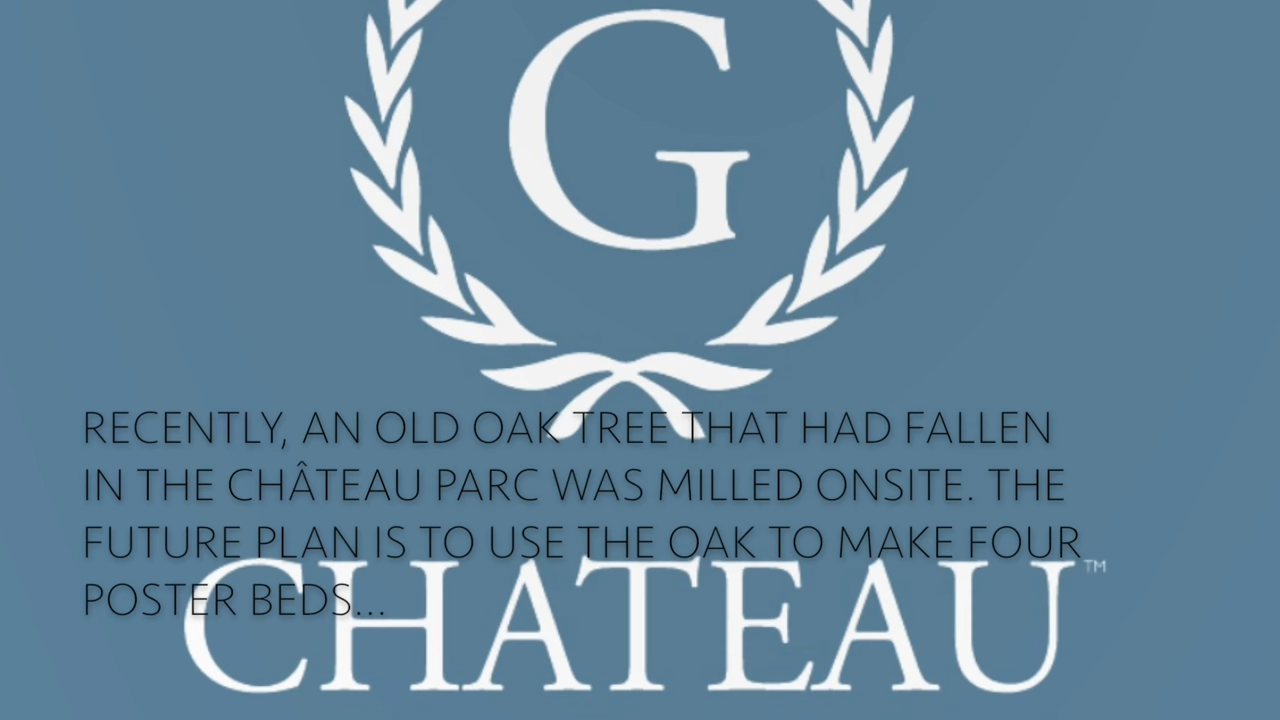 G
RECENTLY, AN OLD OAK TREE THAT HAD FALLEN
IN THE CHÂTEAU PARC WAS MILLED ONSITE. THE
FUTURE PLAN IS TO USE THE OAK TO MAKE FOUR
POSTER BEDS...
CHATEAU™